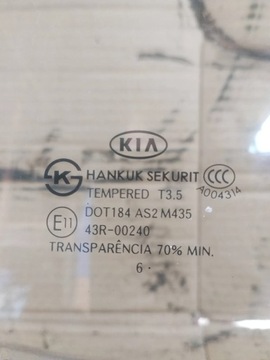 KIA
K S HANKUK SEKURIT CCC
TEMPERED T3.5 A004314
E11 DOT184 AS2 M435
43R-00240
TRANSPARÊNCIA 70% MIN.
6 ·